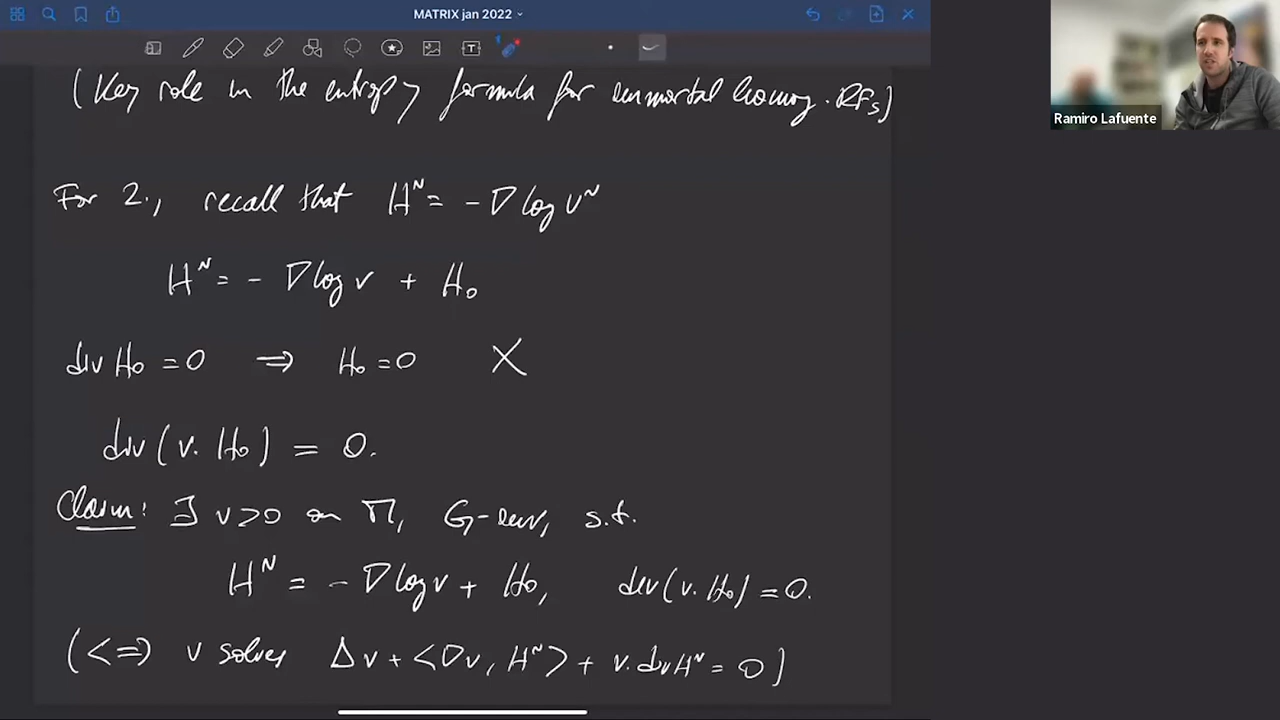 MATRIX jan 2022
Ramiro Lafuente
(Key role in the entropy formula for immortal homog. RFs)
For 2., recall that H^N = - ∇ log v^N
H^N = - ∇ log v + H₀
div H₀ = 0 ⟹ H₀ = 0 X
div(v. H₀) = 0.
Claim: ∃ v>0 on M, G-inv, s.t.
H^N = - ∇ log v + H₀, div(v. H₀) = 0.
(<=> v solves Δv + <∇v, H^N> + v. div H^N = 0)